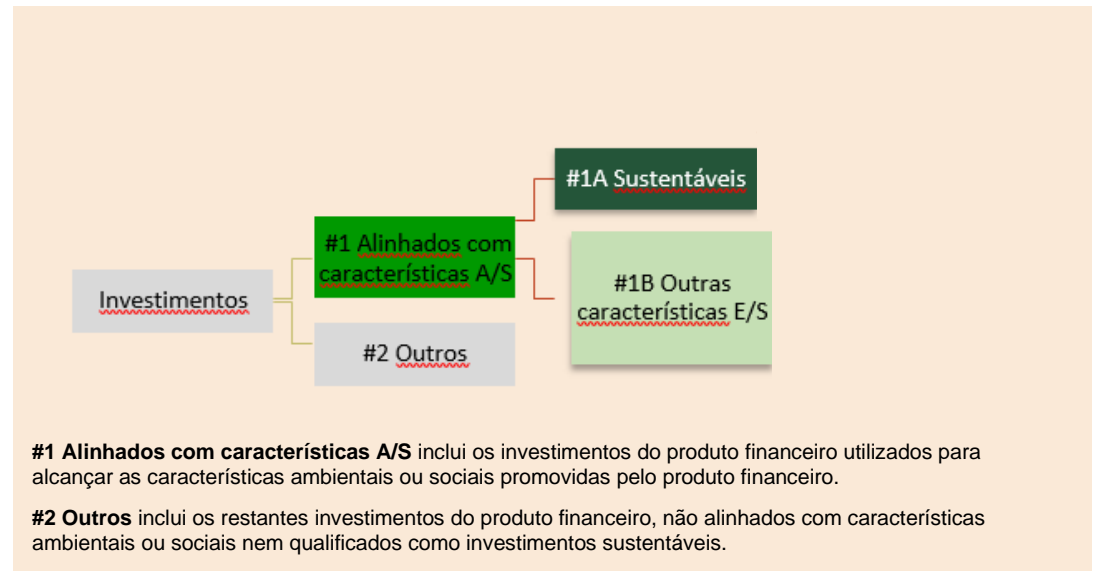 #1A Sustentáveis
#1 Alinhados com
características A/S
Investimentos
#1B Outras
características E/S
#2 Outros
#1 Alinhados com características A/S inclui os investimentos do produto financeiro utilizados para
alcançar as características ambientais ou sociais promovidas pelo produto financeiro.
#2 Outros inclui os restantes investimentos do produto financeiro, não alinhados com características
ambientais ou sociais nem qualificados como investimentos sustentáveis.